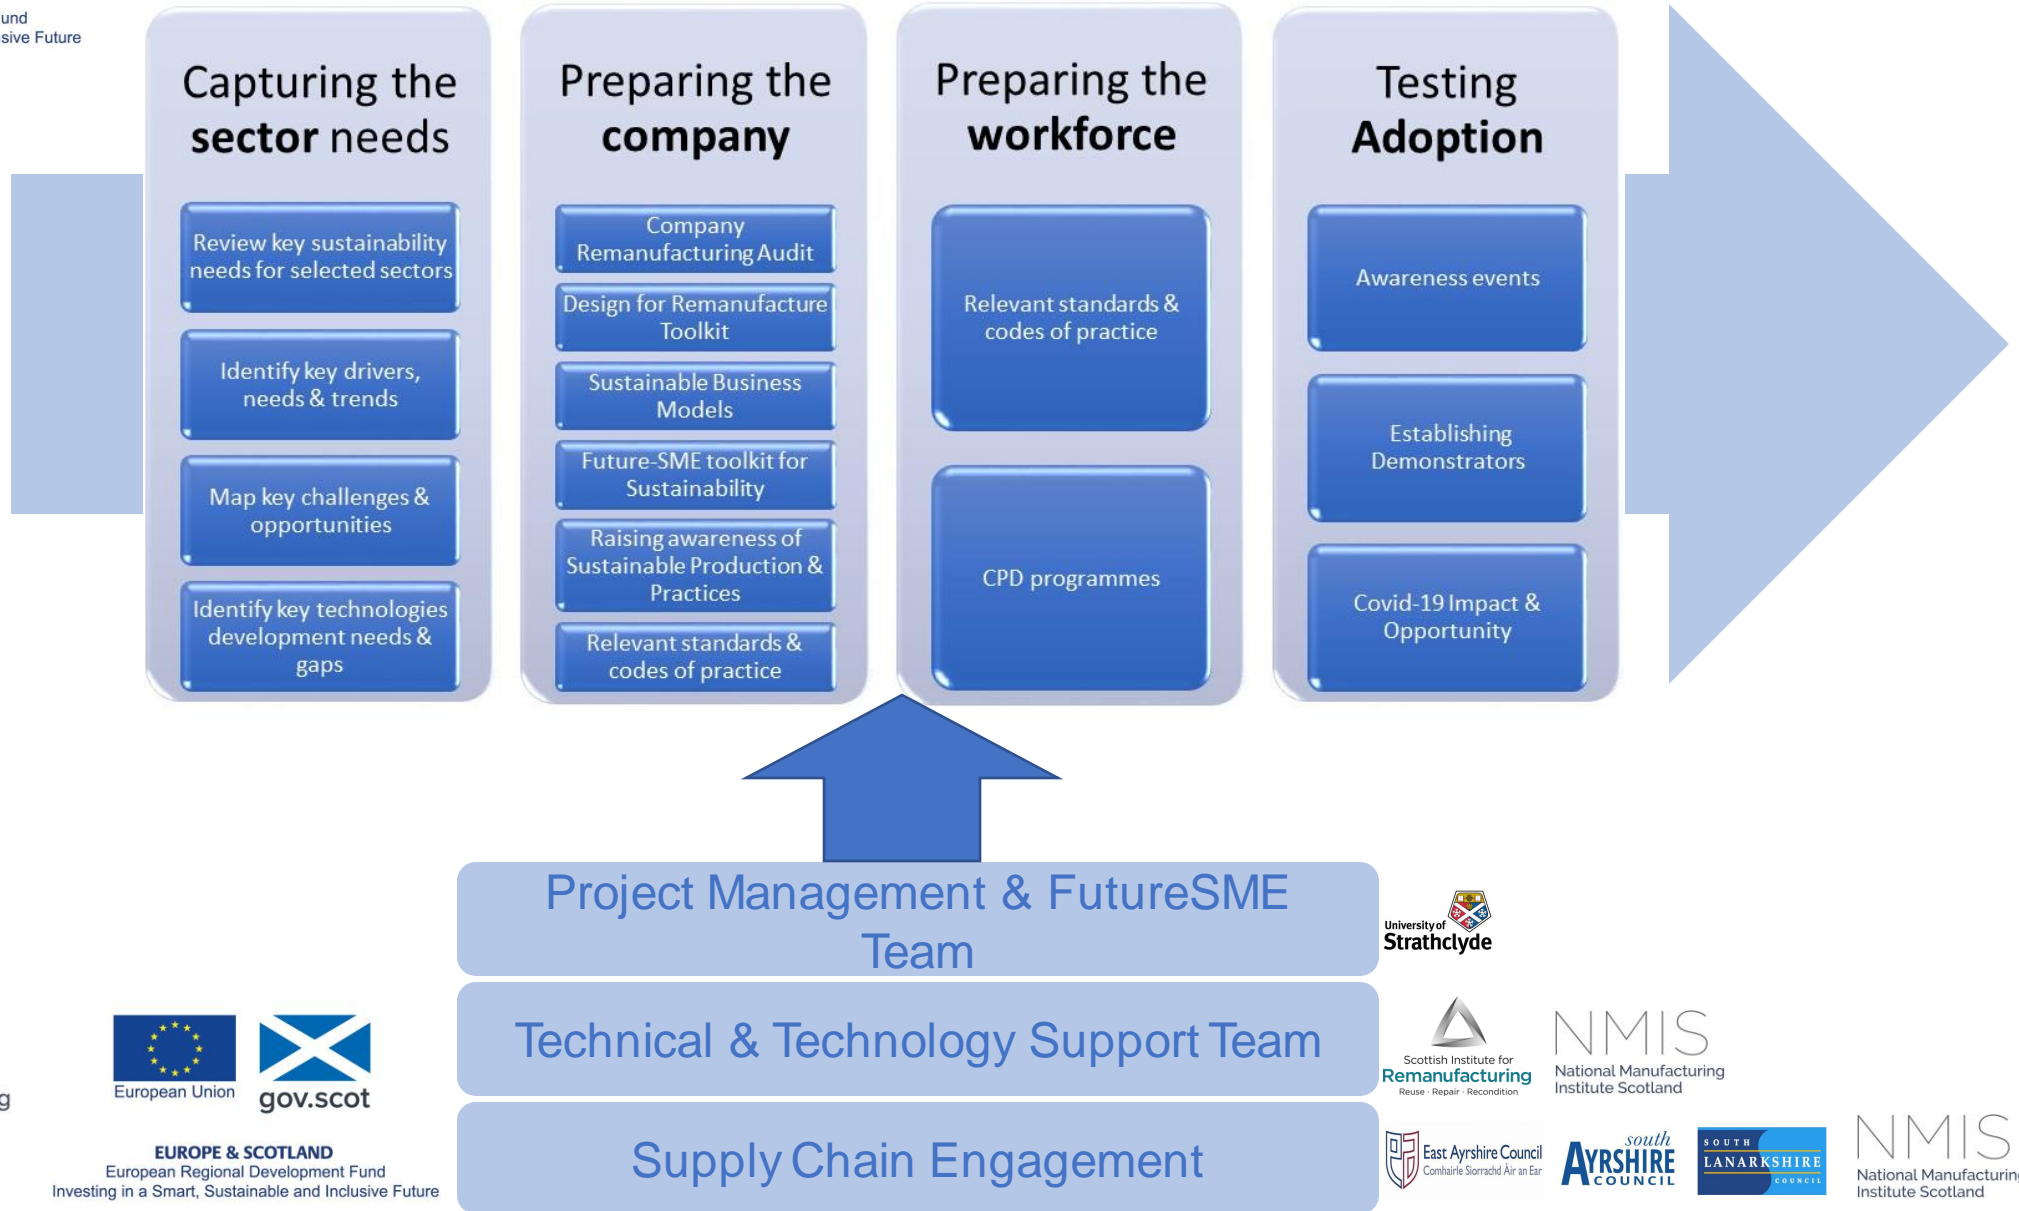 und
sive Future
Capturing the
sector needs
Review key sustainability
needs for selected sectors
Identify key drivers,
needs & trends
Map key challenges &
opportunities
Identify key technologies
development needs &
gaps
Preparing the
company
Company
Remanufacturing Audit
Design for Remanufacture
Toolkit
Sustainable Business
Models
Future-SME toolkit for
Sustainability
Raising awareness of
Sustainable Production &
Practices
Relevant standards &
codes of practice
Preparing the
workforce
Relevant standards &
codes of practice
CPD programmes
Testing
Adoption
Awareness events
Establishing
Demonstrators
Covid-19 Impact &
Opportunity
Project Management & FutureSME
Team
University of
Strathclyde
Technical & Technology Support Team
Scottish Institute for
Remanufacturing
Reuse · Repair · Recondition
NMIS
National Manufacturing
Institute Scotland
Supply Chain Engagement
East Ayrshire Council
Comhairle Siorrachd Àir an Ear
south
AYRSHIRE
COUNCIL
SOUTH
LANARKSHIRE
COUNCIL
NMIS
National Manufacturing
Institute Scotland
g
European Union
gov.scot
EUROPE & SCOTLAND
European Regional Development Fund
Investing in a Smart, Sustainable and Inclusive Future